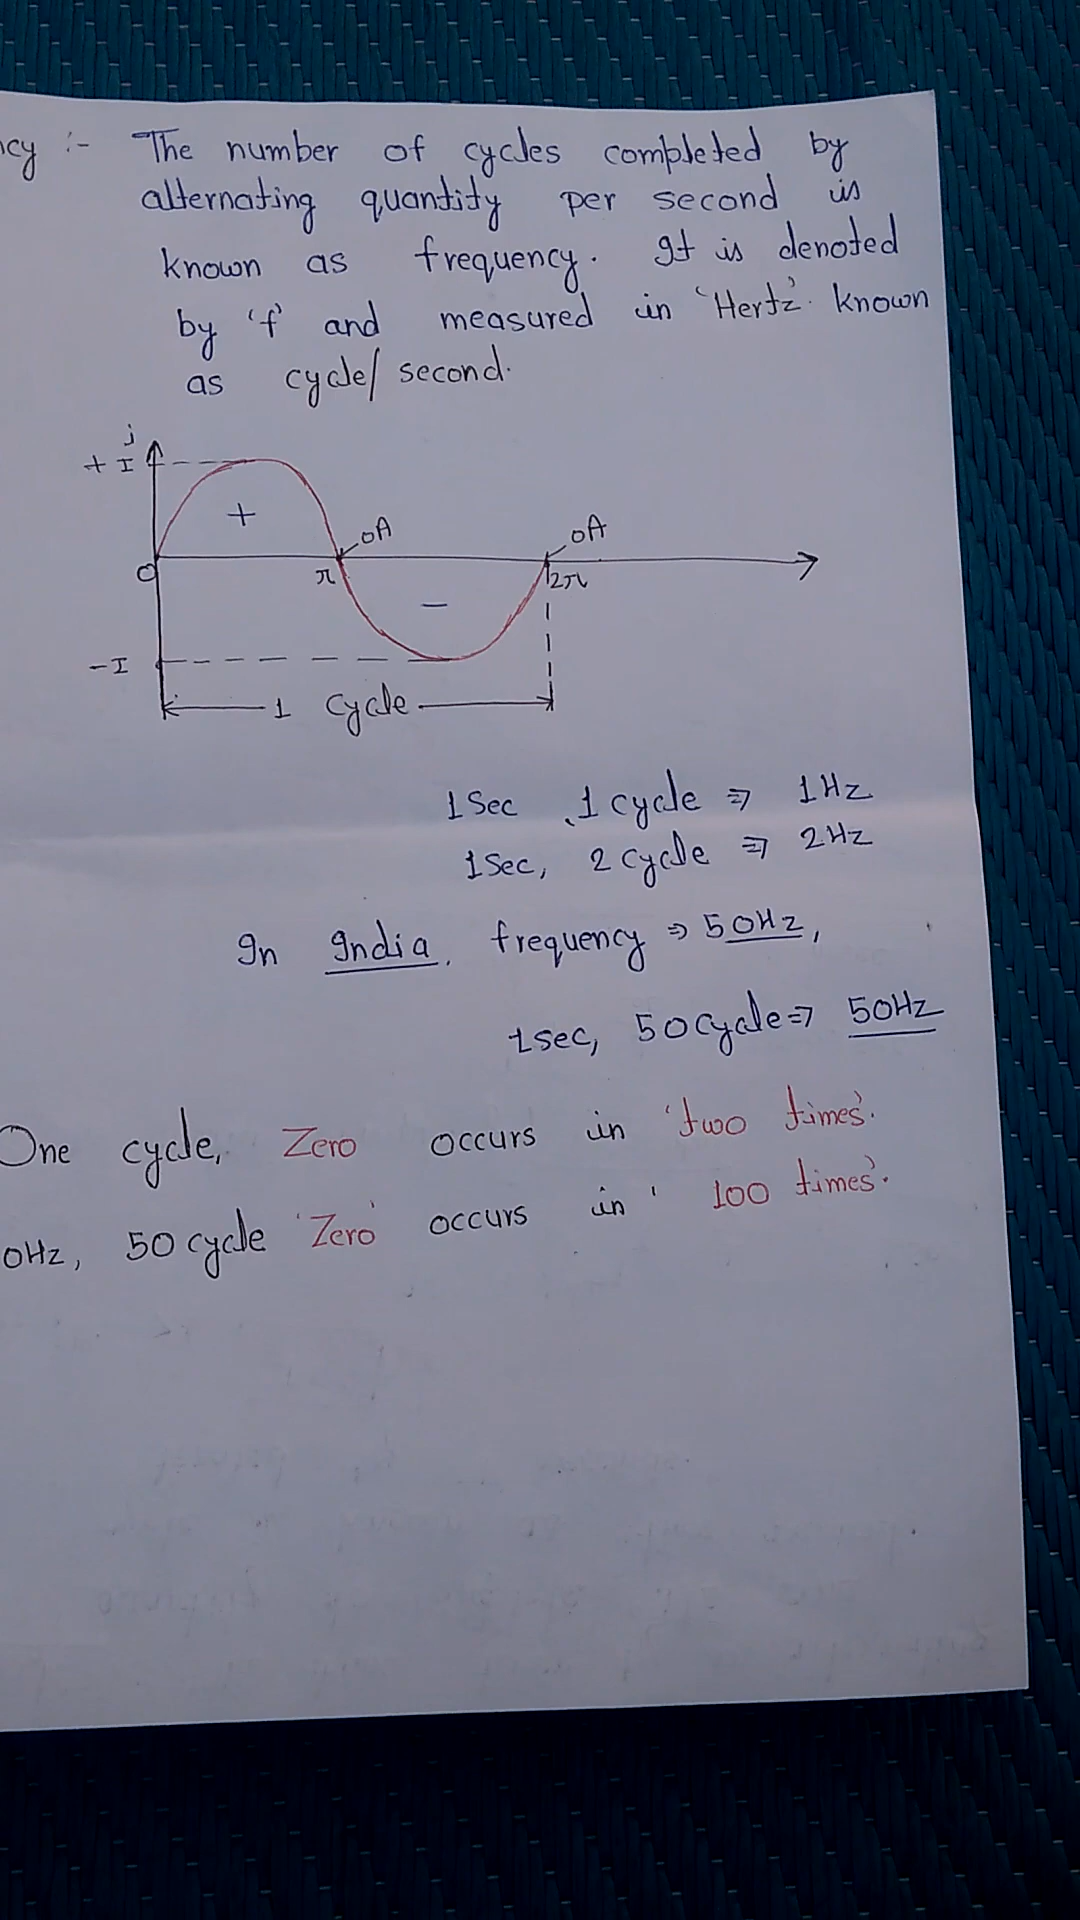 ncy :- The number of cycles completed by
alternating quantity per second is
known as frequency. It is denoted
by 'f' and measured in 'Hertz'. known
as cycle/second.
i
+ I
+
0A
0A
0
π
2π
-
- I
1 cycle
1 Sec, 1 cycle ⇒ 1Hz
1 Sec, 2 cycle ⇒ 2Hz
In India, frequency ⇒ 50Hz,
1sec, 50 cycle ⇒ 50Hz
One cycle, Zero occurs in 'two times'.
0Hz, 50 cycle 'Zero' occurs in ' 100 times'.